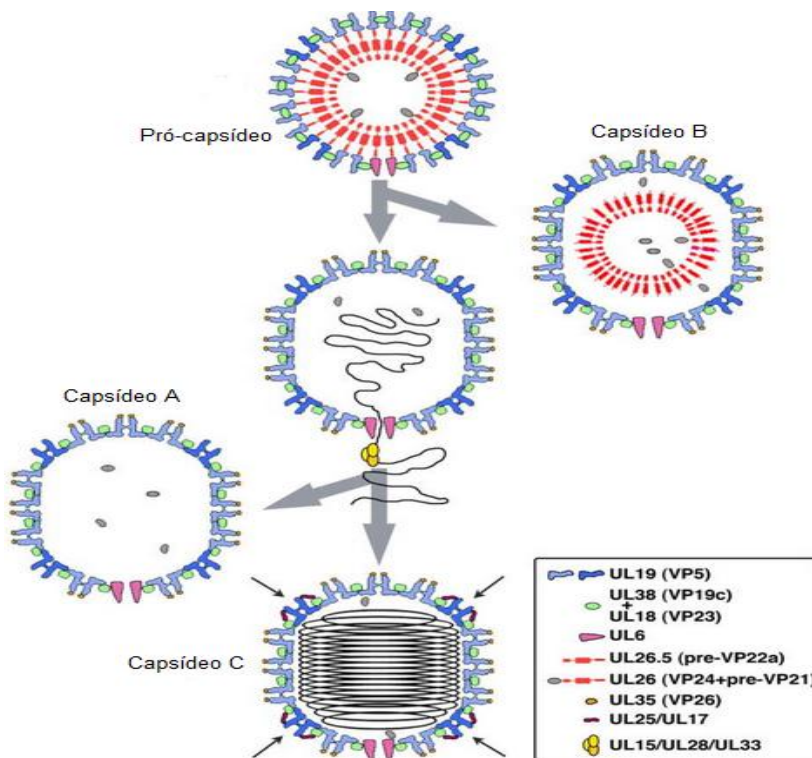 Pró-capsídeo
Capsídeo B
Capsídeo A
Capsídeo C
UL19 (VP5)
UL38 (VP19c)
+
UL18 (VP23)
UL6
UL26.5 (pre-VP22a)
UL26 (VP24+pre-VP21)
UL35 (VP26)
UL25/UL17
UL15/UL28/UL33